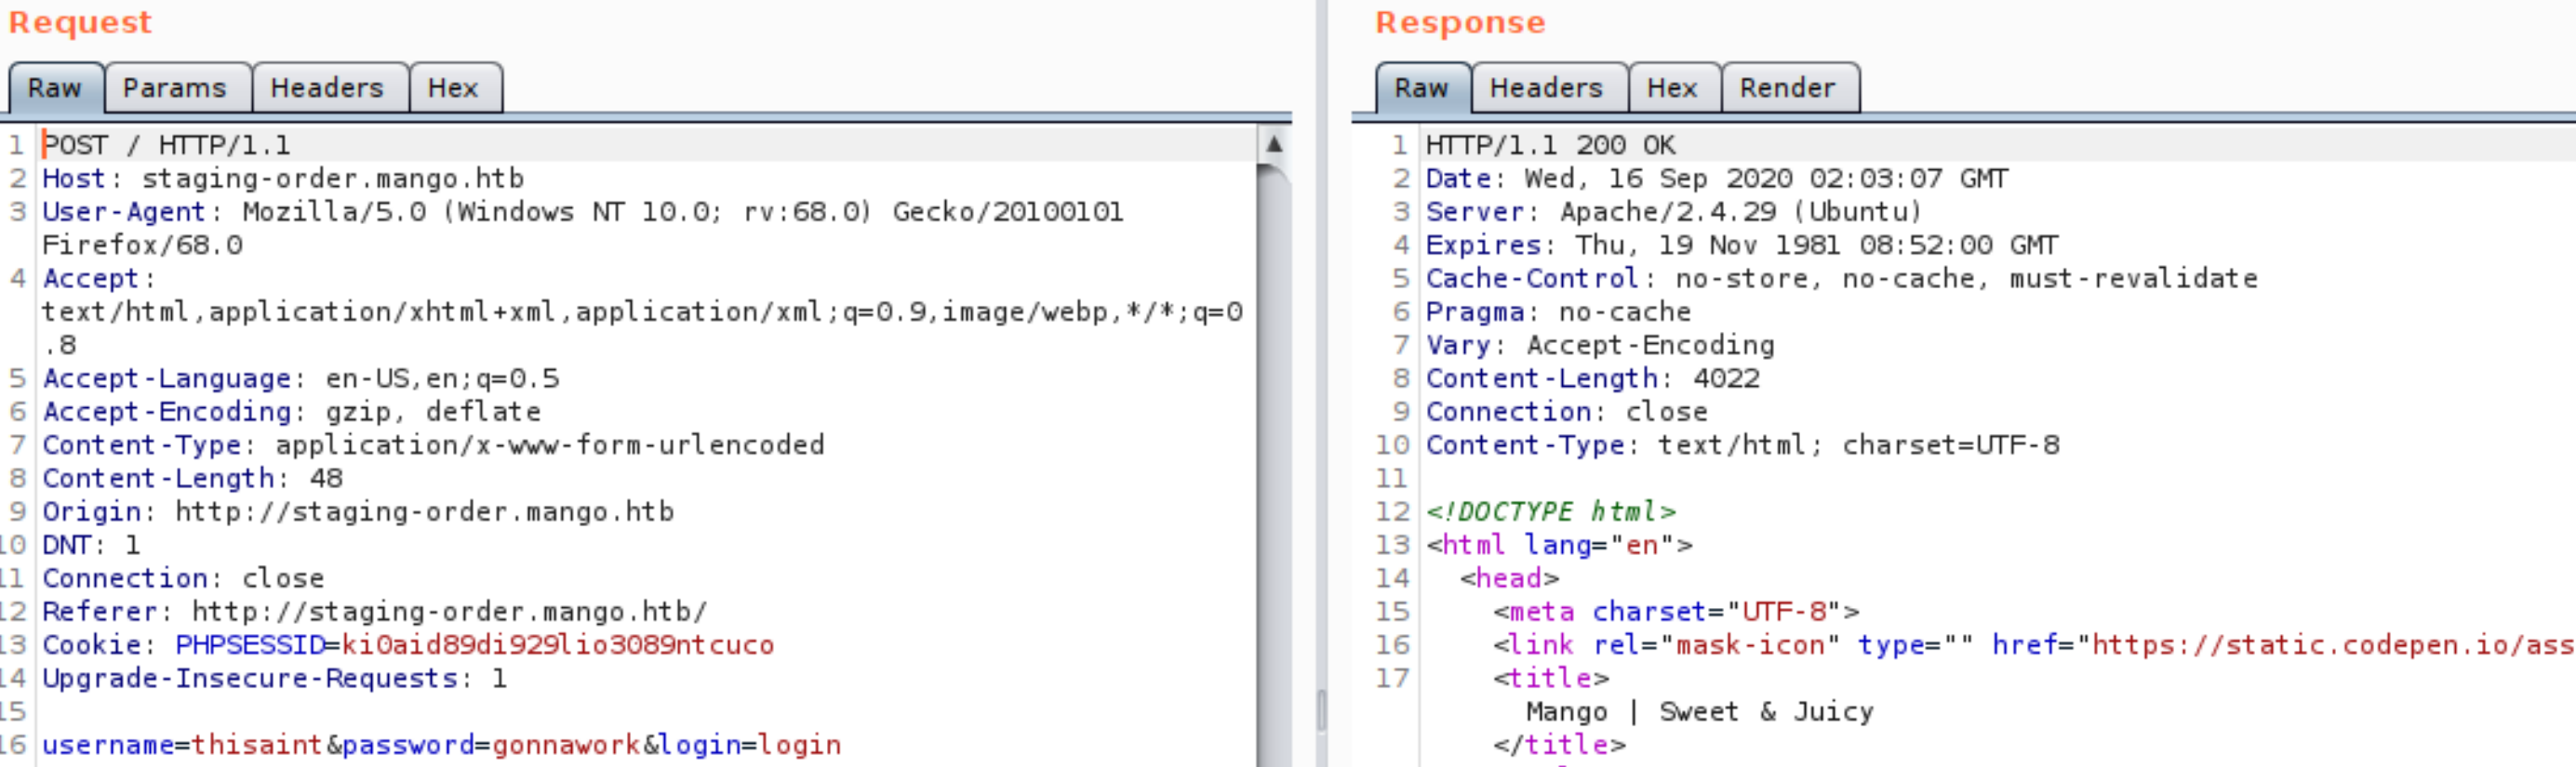 Request
Raw Params Headers Hex
1 POST / HTTP/1.1
2 Host: staging-order.mango.htb
3 User-Agent: Mozilla/5.0 (Windows NT 10.0; rv:68.0) Gecko/20100101
Firefox/68.0
4 Accept:
text/html,application/xhtml+xml,application/xml;q=0.9,image/webp,*/*;q=0
.8
5 Accept-Language: en-US,en;q=0.5
6 Accept-Encoding: gzip, deflate
7 Content-Type: application/x-www-form-urlencoded
8 Content-Length: 48
9 Origin: http://staging-order.mango.htb
10 DNT: 1
11 Connection: close
12 Referer: http://staging-order.mango.htb/
13 Cookie: PHPSESSID=ki0aid89di929lio3089ntcuco
14 Upgrade-Insecure-Requests: 1
15
16 username=thisaint&password=gonnawork&login=login
Response
Raw Headers Hex Render
1 HTTP/1.1 200 OK
2 Date: Wed, 16 Sep 2020 02:03:07 GMT
3 Server: Apache/2.4.29 (Ubuntu)
4 Expires: Thu, 19 Nov 1981 08:52:00 GMT
5 Cache-Control: no-store, no-cache, must-revalidate
6 Pragma: no-cache
7 Vary: Accept-Encoding
8 Content-Length: 4022
9 Connection: close
10 Content-Type: text/html; charset=UTF-8
11
12 <!DOCTYPE html>
13 <html lang="en">
14 <head>
15 <meta charset="UTF-8">
16 <link rel="mask-icon" type="" href="https://static.codepen.io/ass
17 <title>
Mango | Sweet & Juicy
</title>